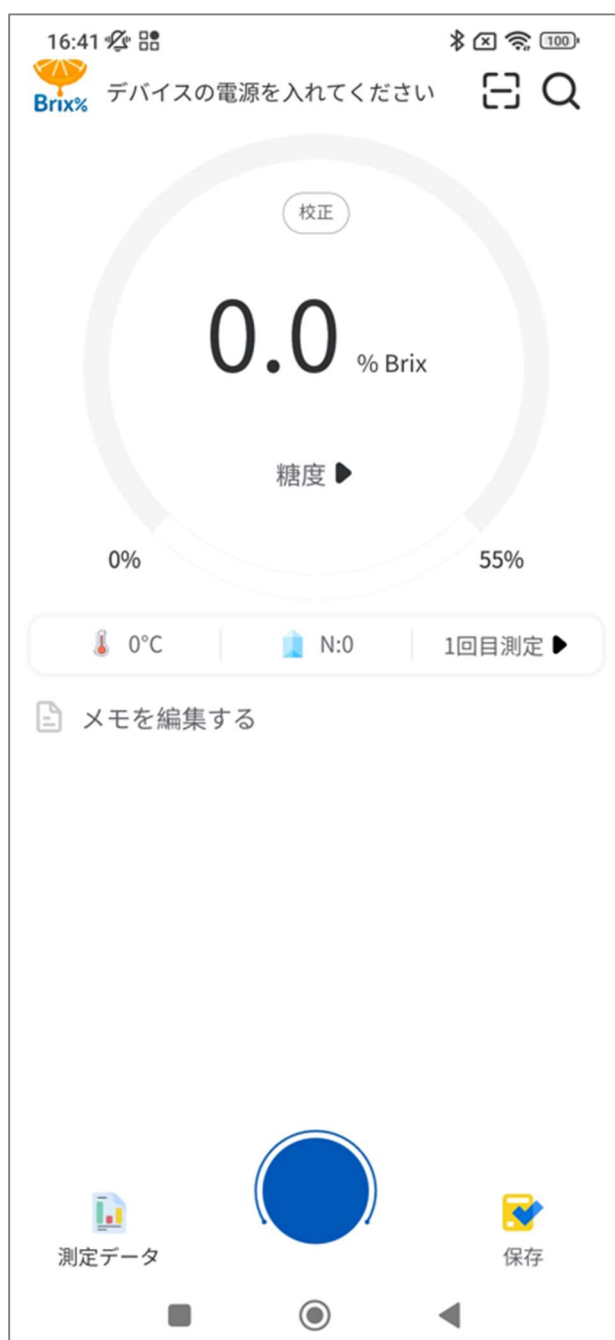 16:41
100
Brix%
デバイスの電源を入れてください
校正
0.0 % Brix
糖度
0%
55%
0°C
N:0
1回目測定
メモを編集する
測定データ
保存